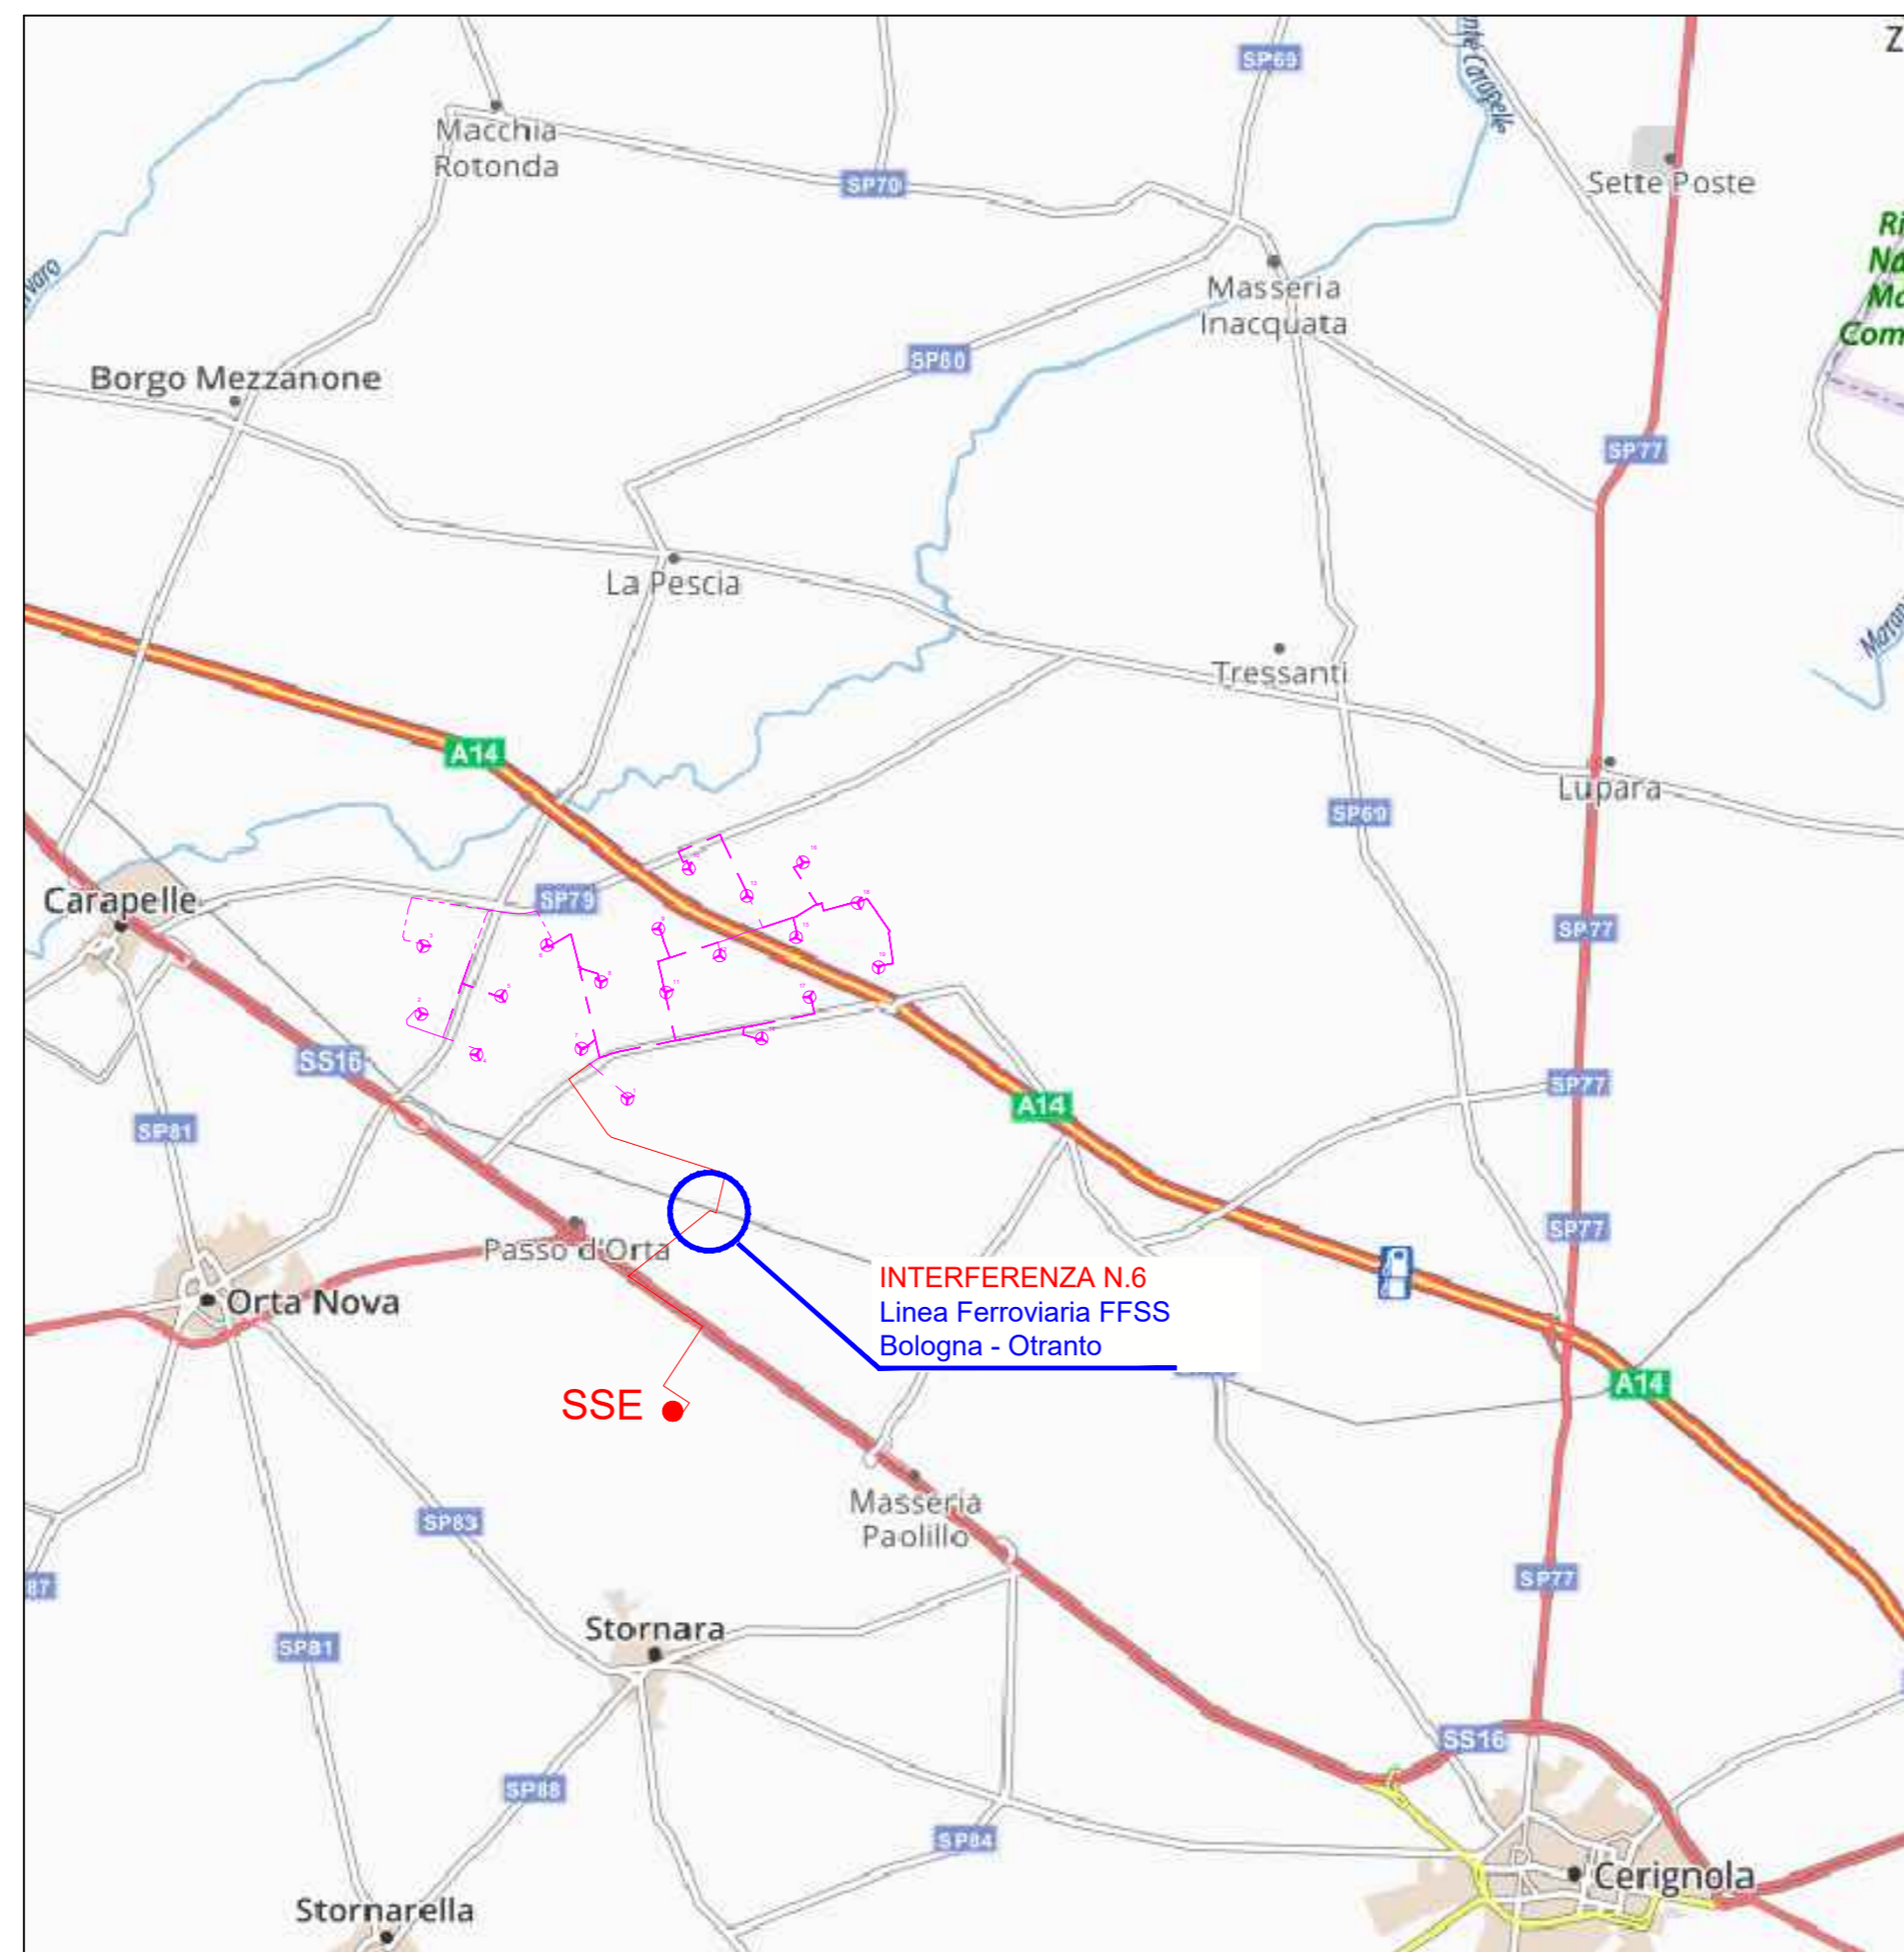 SP69
Z
Macchia
Rotonda
SP70
Sette Poste
Masseria
Inacquata
SP80
Borgo Mezzanone
SP77
La Pescia
Tressanti
A14
Lupara
SP69
Carapelle
SP79
SP77
SS16
SP77
A14
SP81
SP77
Passo d'Orta
INTERFERENZA N.6
Linea Ferroviaria FFSS
Bologna - Otranto
Orta Nova
A14
SSE
Masseria
Paolillo
SP83
SP77
87
Stornara
SP81
SS16
SP88
SP84
Cerignola
Stornarella